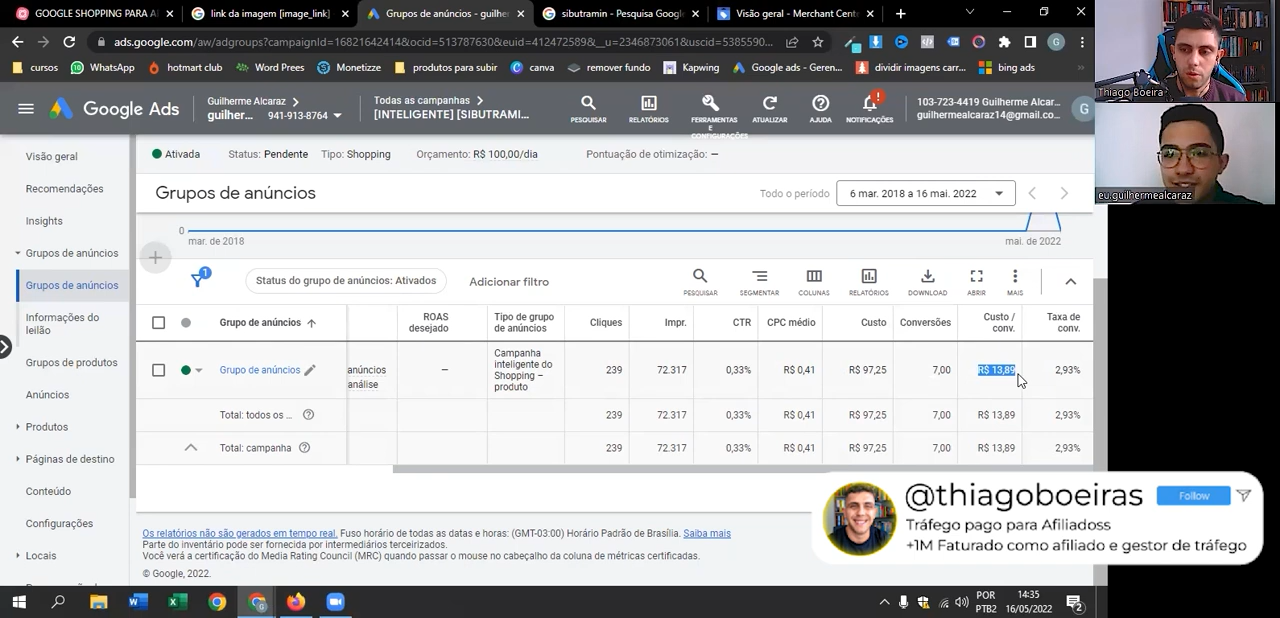 GOOGLE SHOPPING PARA AF
link da imagem [image_link]
Grupos de anúncios - guilher
sibutramin - Pesquisa Google
Visão geral - Merchant Cente
ads.google.com/aw/adgroups?campaignId=16821642414&ocid=513787630&euid=412472589&__u=2346873061&uscid=5385590...
cursos
WhatsApp
hotmart club
Word Prees
Monetizze
produtos para
canva
remover fundo
Kapwing
Google ads - Geren...
dividir imagens carr...
bing ads
Google Ads
Guilherme Alcaraz
guilher...
941-913-8764
Todas as campanhas
[INTELIGENTE] [SIBUTRAMI...
PESQUISAR
RELATÓRIOS
FERRAMENTAS
E
CONFIGURAÇÕES
ATUALIZAR
AJUDA
NOTIFICAÇÕES
103-723-4419 Guilherme Alcar...
guilhermealcaraz14@gmail.co...
G
Thiago Boeira
eu.guilhermealcaraz
Visão geral
Recomendações
Insights
Grupos de anúncios
Grupos de anúncios
Informações do
leilão
Grupos de produtos
Anúncios
Produtos
Páginas de destino
Conteúdo
Configurações
Locais
Ativada
Status: Pendente
Tipo: Shopping
Orçamento: R$ 100,00/dia
Pontuação de otimização: –
Grupos de anúncios
Todo o período
6 mar. 2018 a 16 mai. 2022
0
mar. de 2018
mai. de 2022
1
Status do grupo de anúncios: Ativados
Adicionar filtro
PESQUISAR
SEGMENTAR
COLUNAS
RELATÓRIOS
DOWNLOAD
ABRIR
MAIS
Grupo de anúncios
ROAS
desejado
Tipo de grupo
de anúncios
Cliques
Impr.
CTR
CPC médio
Custo
Conversões
Custo /
conv.
Taxa de
conv.
Grupo de anúncios
anúncios
análise
–
Campanha
inteligente do
Shopping –
produto
239
72.317
0,33%
R$ 0,41
R$ 97,25
7,00
R$ 13,89
2,93%
Total: todos os ...
239
72.317
0,33%
R$ 0,41
R$ 97,25
7,00
R$ 13,89
2,93%
Total: campanha
239
72.317
0,33%
R$ 0,41
R$ 97,25
7,00
R$ 13,89
2,93%
Os relatórios não são gerados em tempo real. Fuso horário de todas as datas e horas: (GMT-03:00) Horário Padrão de Brasília. Saiba mais
Parte do inventário pode ser fornecida por intermediários terceirizados.
Você verá a certificação do Media Rating Council (MRC) quando passar o mouse no cabeçalho da coluna de métricas certificadas.
© Google, 2022.
@thiagoboeiras
Follow
Tráfego pago para Afiliadoss
+1M Faturado como afiliado e gestor de tráfego
POR
PTB2
14:35
16/05/2022
2